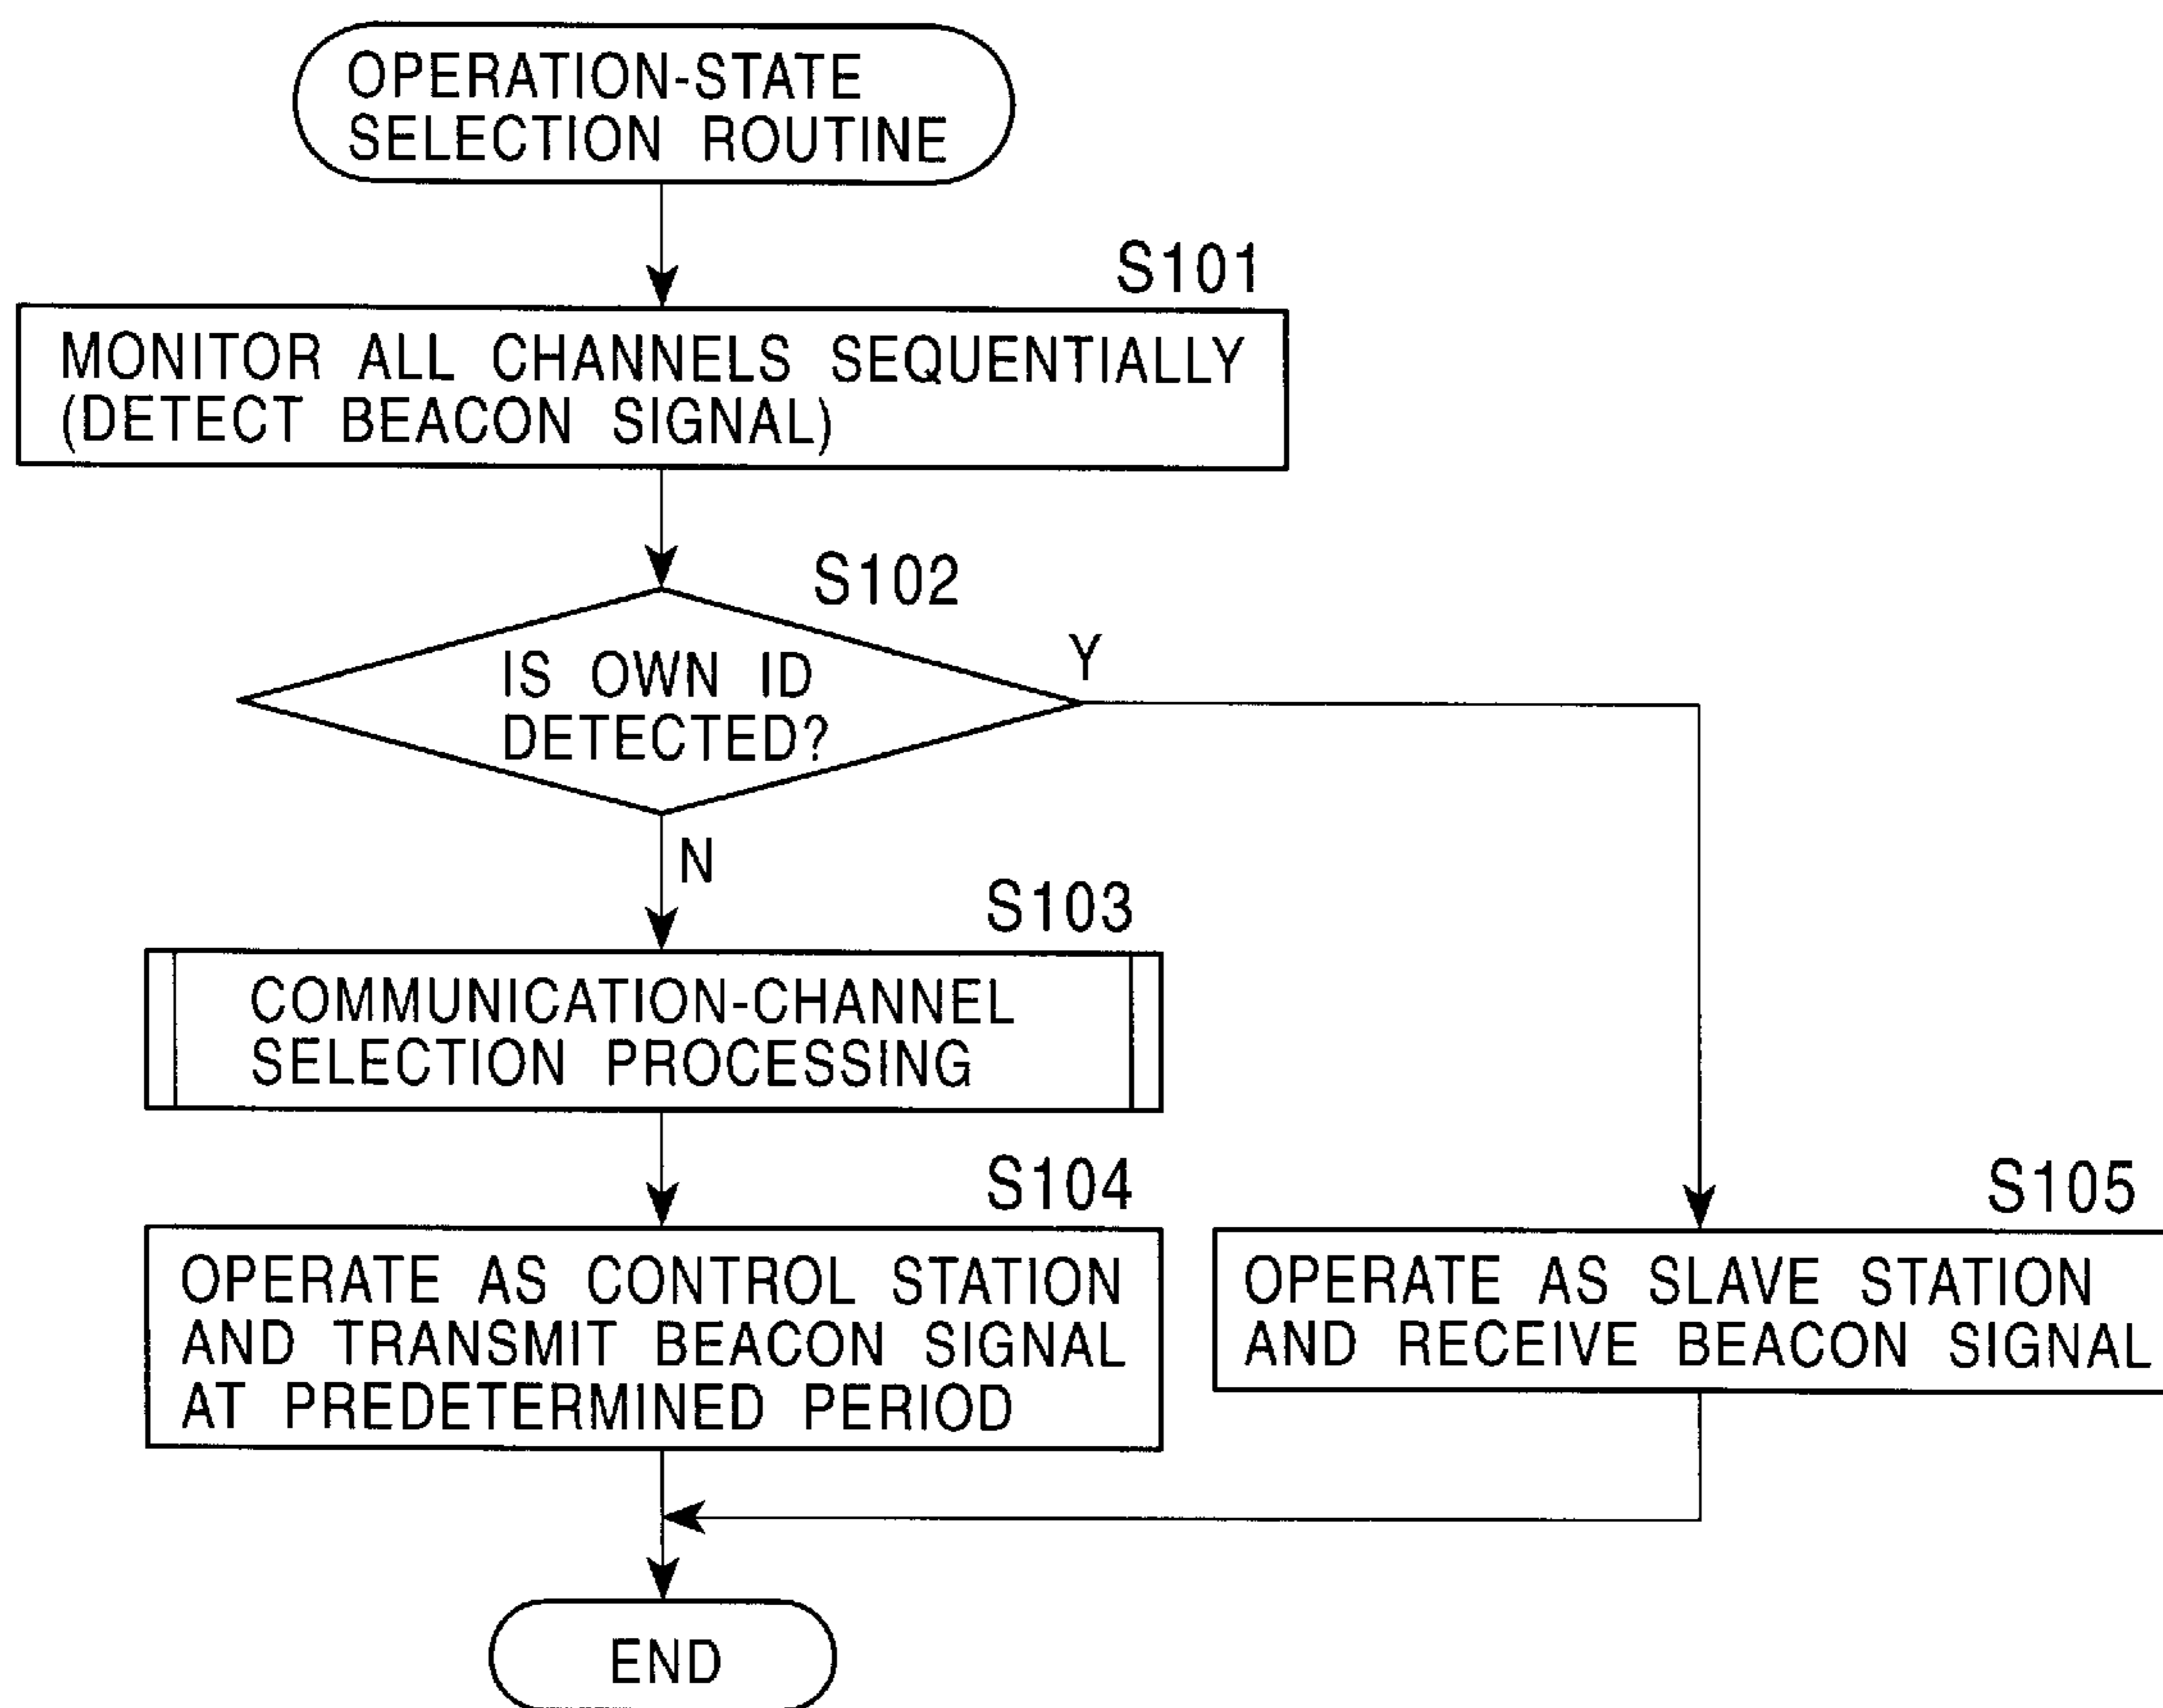 OPERATION-STATE
SELECTION ROUTINE
S101
MONITOR ALL CHANNELS SEQUENTIALLY
(DETECT BEACON SIGNAL)
S102
IS OWN ID
DETECTED?
Y
N
S103
COMMUNICATION-CHANNEL
SELECTION PROCESSING
S104
OPERATE AS CONTROL STATION
AND TRANSMIT BEACON SIGNAL
AT PREDETERMINED PERIOD
S105
OPERATE AS SLAVE STATION
AND RECEIVE BEACON SIGNAL
END